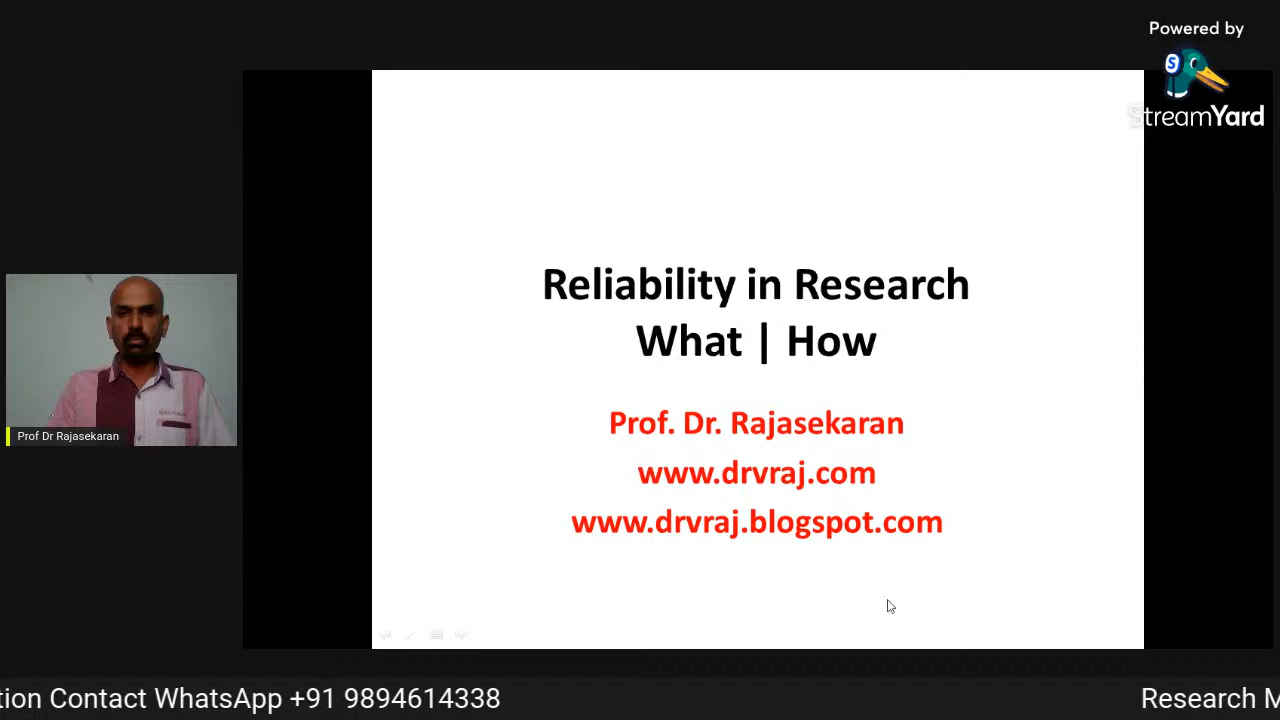 Powered by
S
StreamYard
Reliability in Research
What | How
Prof. Dr. Rajasekaran
www.drvraj.com
www.drvraj.blogspot.com
Prof Dr Rajasekaran
Contact WhatsApp +91 9894614338
Research